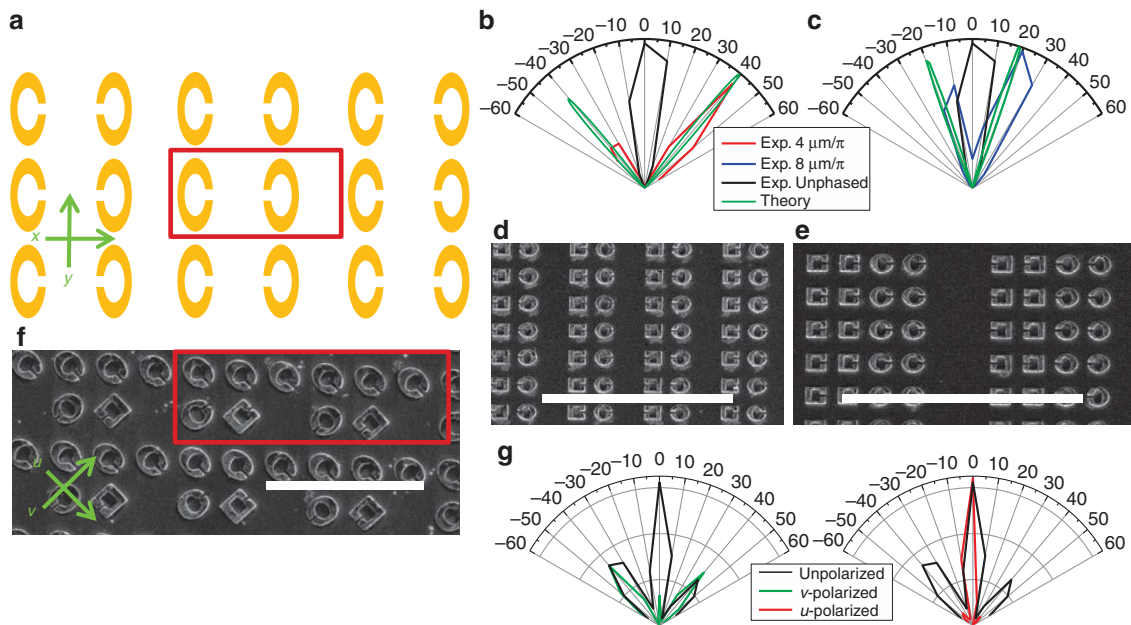 a
x
y
b
−60
−50
−40
−30
−20
−10
0
10
20
30
40
50
60
c
−60
−50
−40
−30
−20
−10
0
10
20
30
40
50
60
Exp. 4 μm/π
Exp. 8 μm/π
Exp. Unphased
Theory
d
e
f
u
v
g
−60
−50
−40
−30
−20
−10
0
10
20
30
40
50
60
−60
−50
−40
−30
−20
−10
0
10
20
30
40
50
60
Unpolarized
v-polarized
u-polarized